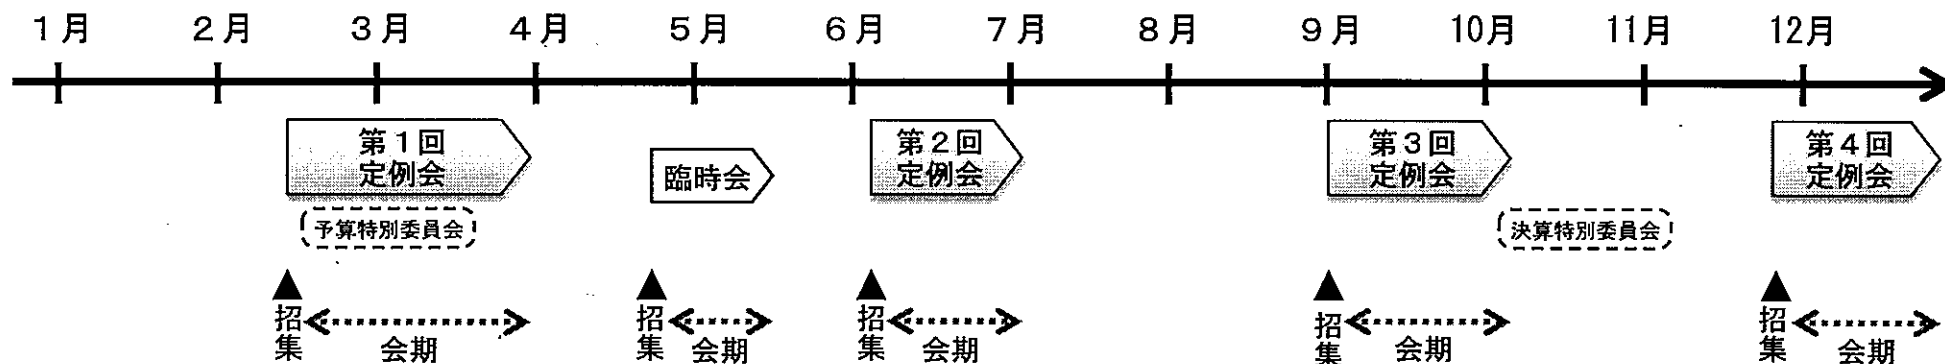 1月 2月 3月 4月 5月 6月 7月 8月 9月 10月 11月 12月
第1回
定例会
臨時会
第2回
定例会
第3回
定例会
第4回
定例会
予算特別委員会
決算特別委員会
▲招集 会期
▲招集 会期
▲招集 会期
▲招集 会期
▲招集 会期